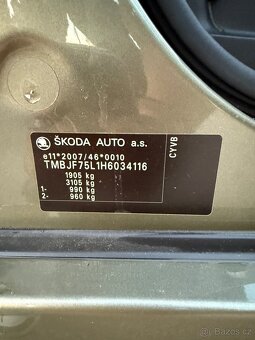 ŠKODA AUTO a.s.
e11*2007/46*0010
TMBJF75L1H6034116
1905 kg
3105 kg
1- 990 kg
2- 960 kg
CYVB
bazos.cz